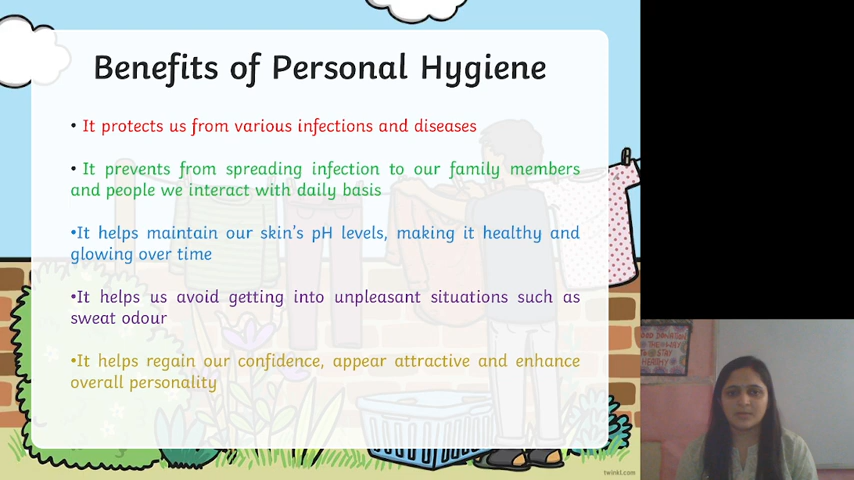 Benefits of Personal Hygiene
• It protects us from various infections and diseases
• It prevents from spreading infection to our family members
and people we interact with daily basis
•It helps maintain our skin's pH levels, making it healthy and
glowing over time
•It helps us avoid getting into unpleasant situations such as
sweat odour
•It helps regain our confidence, appear attractive and enhance
overall personality
twinkl.com
DONATION
STAY
HEALTHY